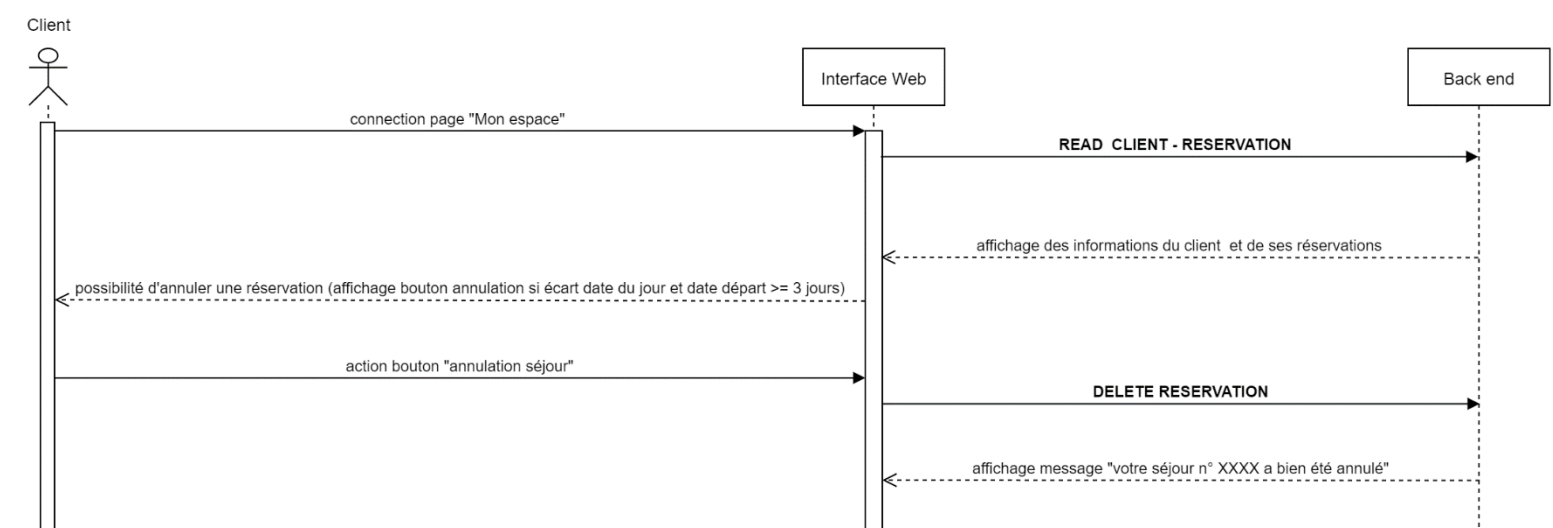 Client
Interface Web
Back end
connection page "Mon espace"
READ CLIENT - RESERVATION
affichage des informations du client et de ses réservations
possibilité d'annuler une réservation (affichage bouton annulation si écart date du jour et date départ >= 3 jours)
action bouton "annulation séjour"
DELETE RESERVATION
affichage message "votre séjour n° XXXX a bien été annulé"